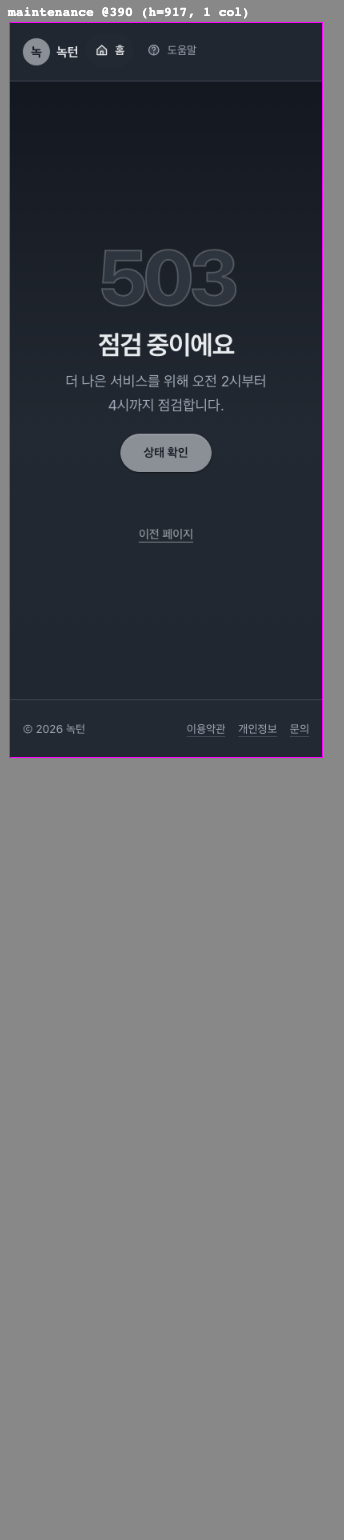 maintenance @390 (h=917, 1 col)
녹 녹턴 홈 도움말
503
점검 중이에요
더 나은 서비스를 위해 오전 2시부터
4시까지 점검합니다.
상태 확인
이전 페이지
© 2026 녹턴 이용약관 개인정보 문의